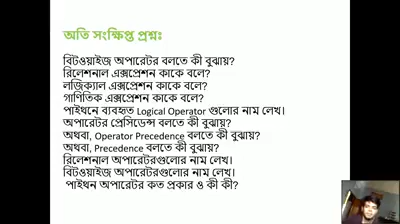 অতি সংক্ষিপ্ত প্রশ্নঃ
বিটওয়াইজ অপারেটর বলতে কী বুঝায়?
রিলেশনাল এক্সপ্রেশন কাকে বলে?
লজিক্যাল এক্সপ্রেশন কাকে বলে?
গাণিতিক এক্সপ্রেশন কাকে বলে?
পাইথনে ব্যবহৃত Logical Operator গুলোর নাম লেখ।
অপারেটর প্রেসিডেন্স বলতে কী বুঝায়?
অথবা, Operator Precedence বলতে কী বুঝায়?
অথবা, Precedence বলতে কী বুঝায়?
রিলেশনাল অপারেটরগুলোর নাম লেখ।
বিটওয়াইজ অপারেটরগুলোর নাম লেখ।
পাইথন অপারেটর কত প্রকার ও কী কী?